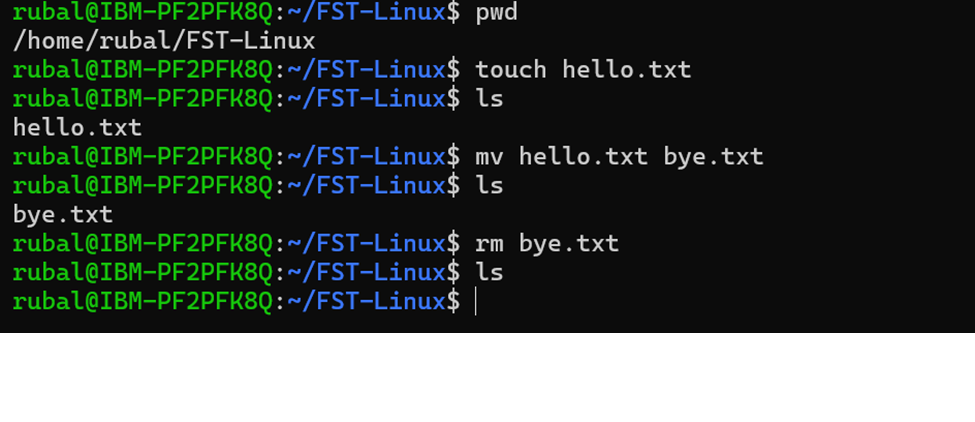 rubal@IBM-PF2PFK8Q:~/FST-Linux$ pwd
/home/rubal/FST-Linux
rubal@IBM-PF2PFK8Q:~/FST-Linux$ touch hello.txt
rubal@IBM-PF2PFK8Q:~/FST-Linux$ ls
hello.txt
rubal@IBM-PF2PFK8Q:~/FST-Linux$ mv hello.txt bye.txt
rubal@IBM-PF2PFK8Q:~/FST-Linux$ ls
bye.txt
rubal@IBM-PF2PFK8Q:~/FST-Linux$ rm bye.txt
rubal@IBM-PF2PFK8Q:~/FST-Linux$ ls
rubal@IBM-PF2PFK8Q:~/FST-Linux$